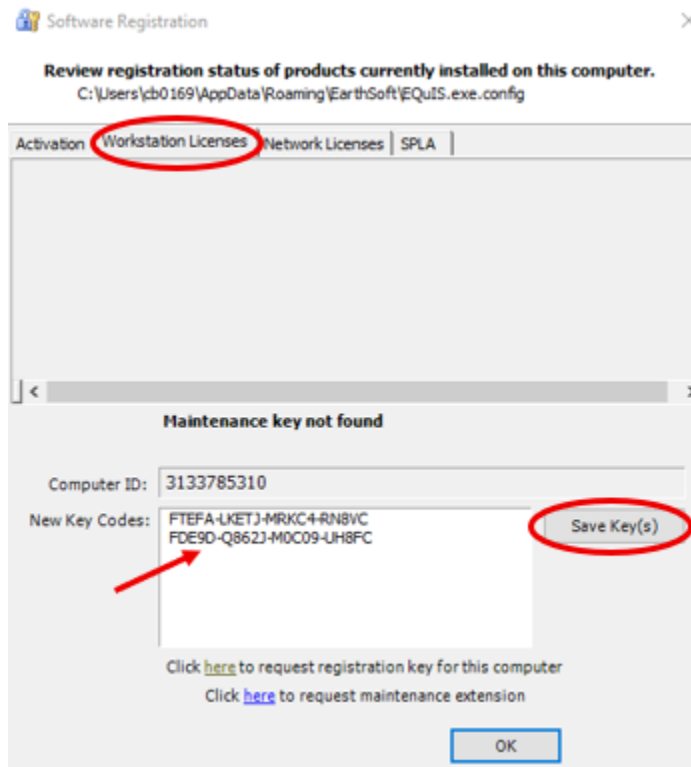 Software Registration
Review registration status of products currently installed on this computer.
C:\Users\cb0169\AppData\Roaming\EarthSoft\EQuIS.exe.config
Activation Workstation Licenses Network Licenses SPLA
Maintenance key not found
Computer ID: 3133785310
New Key Codes: FTEFA-LKETJ-MRKC4-RN8VC
FDE9D-Q862J-M0C09-UH8FC
Save Key(s)
Click here to request registration key for this computer
Click here to request maintenance extension
OK